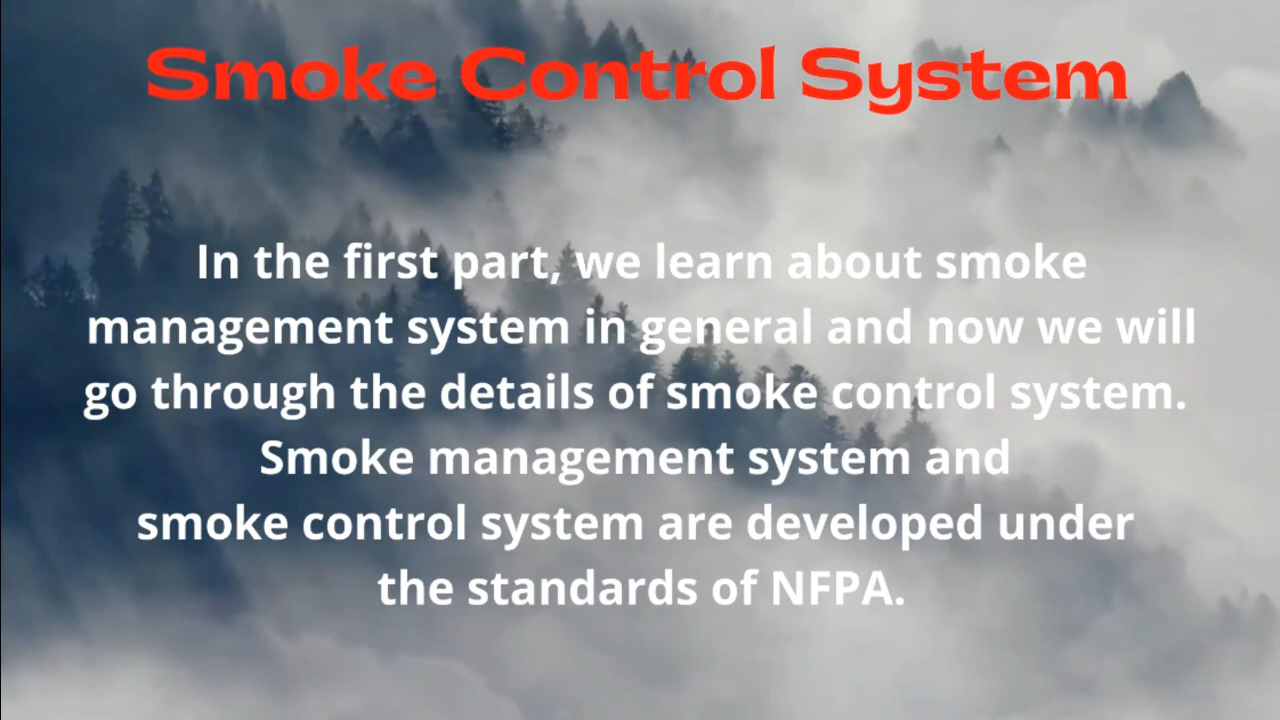 Smoke Control System
In the first part, we learn about smoke
management system in general and now we will
go through the details of smoke control system.
Smoke management system and
smoke control system are developed under
the standards of NFPA.